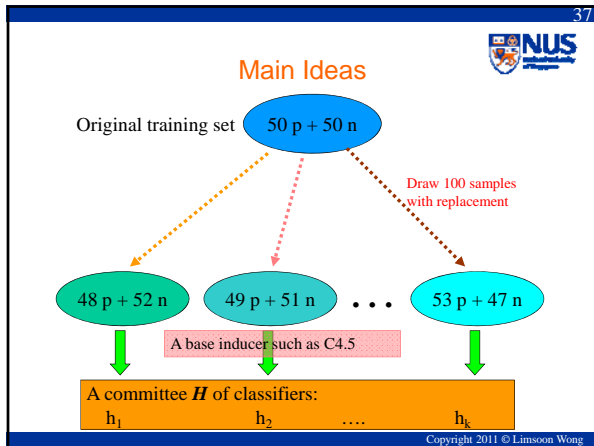 37
NUS
Main Ideas
Original training set
50 p + 50 n
Draw 100 samples
with replacement
48 p + 52 n
49 p + 51 n
• • •
53 p + 47 n
A base inducer such as C4.5
A committee H of classifiers:
h1 h2 .... hk
Copyright 2011 © Limsoon Wong